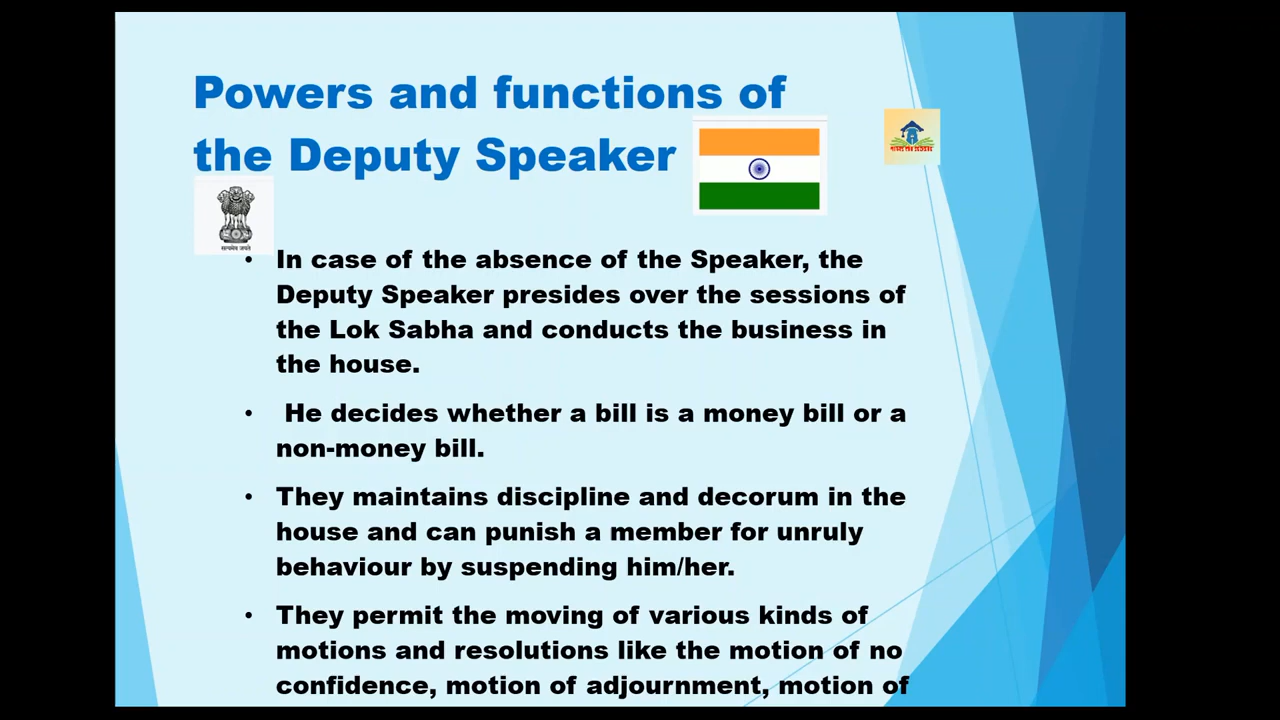 Powers and functions of
the Deputy Speaker
सत्यमेव जयते
• In case of the absence of the Speaker, the
Deputy Speaker presides over the sessions of
the Lok Sabha and conducts the business in
the house.
• He decides whether a bill is a money bill or a
non-money bill.
• They maintains discipline and decorum in the
house and can punish a member for unruly
behaviour by suspending him/her.
• They permit the moving of various kinds of
motions and resolutions like the motion of no
confidence, motion of adjournment, motion of